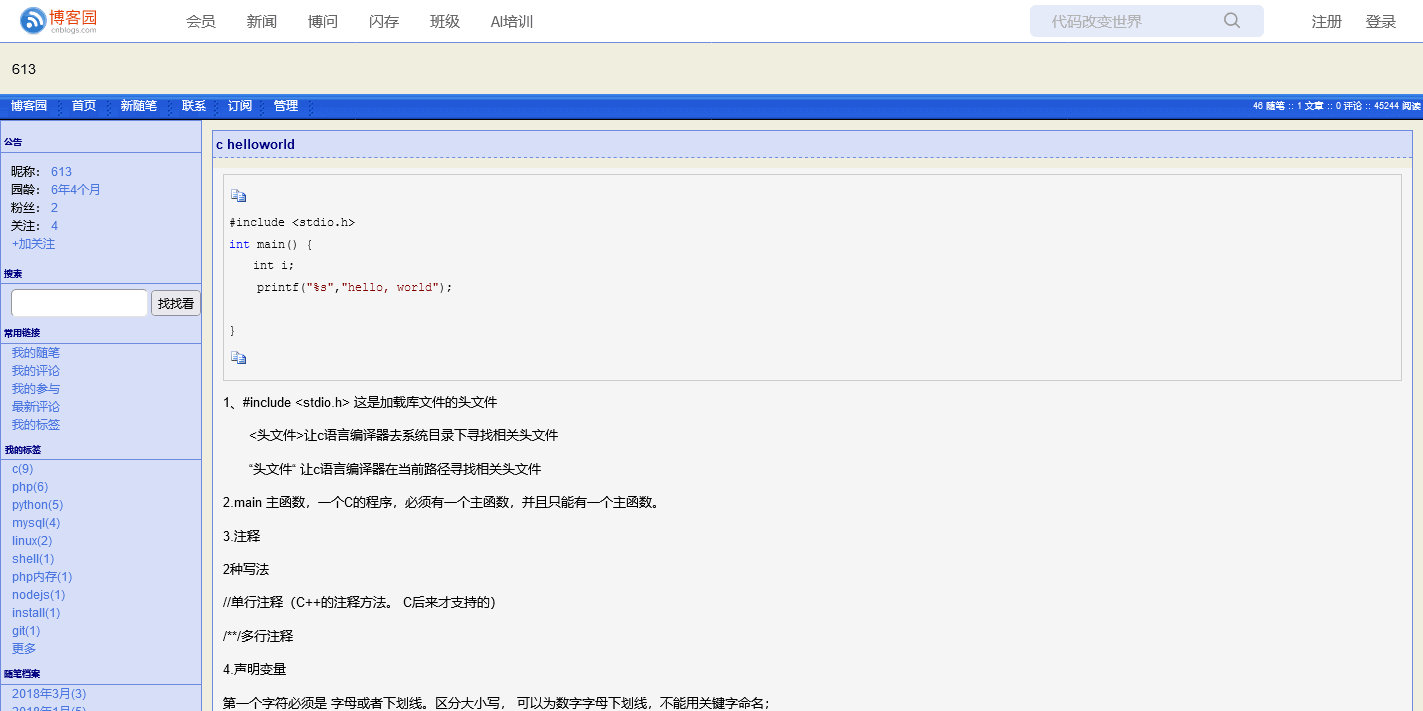 博客园
cnblogs.com
会员 新闻 博问 闪存 班级 AI培训
代码改变世界
注册 登录
613
博客园 首页 新随笔 联系 订阅 管理
46 随笔 :: 1 文章 :: 0 评论 :: 45244 阅读
公告
昵称： 613
园龄： 6年4个月
粉丝： 2
关注： 4
+加关注
搜索
找找看
常用链接
我的随笔
我的评论
我的参与
最新评论
我的标签
我的标签
c(9)
php(6)
python(5)
mysql(4)
linux(2)
shell(1)
php内存(1)
nodejs(1)
install(1)
git(1)
更多
随笔档案
2018年3月(3)
2018年1月(5)
c helloworld
#include <stdio.h>
int main() {
int i;
printf("%s","hello, world");
}
1、#include <stdio.h> 这是加载库文件的头文件
<头文件>让c语言编译器去系统目录下寻找相关头文件
“头文件“ 让c语言编译器在当前路径寻找相关头文件
2.main 主函数，一个C的程序，必须有一个主函数，并且只能有一个主函数。
3.注释
2种写法
//单行注释（C++的注释方法。 C后来才支持的）
/**/多行注释
4.声明变量
第一个字符必须是 字母或者下划线。区分大小写， 可以为数字字母下划线，不能用关键字命名；